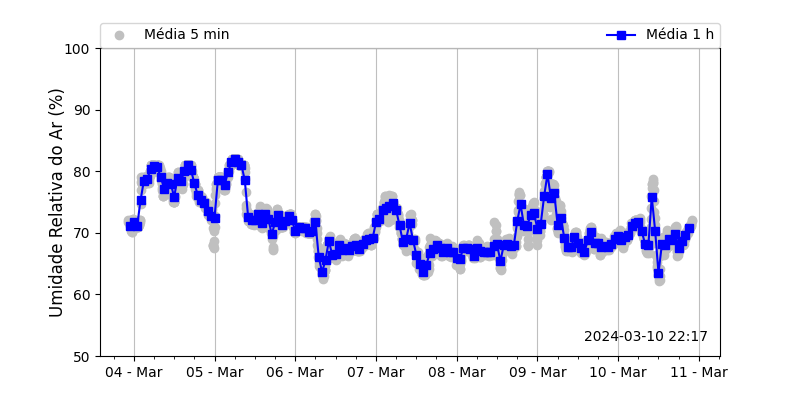 Média 5 min
Média 1 h
100
90
80
70
60
50
Umidade Relativa do Ar (%)
2024-03-10 22:17
04 - Mar
05 - Mar
06 - Mar
07 - Mar
08 - Mar
09 - Mar
10 - Mar
11 - Mar